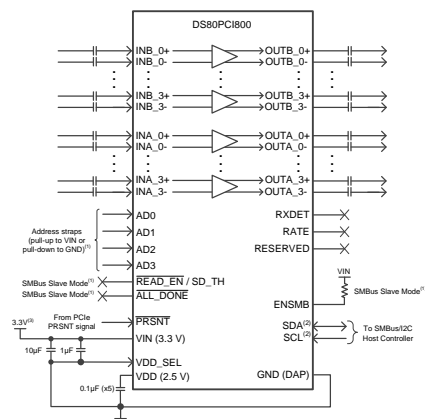 DS80PCI800
INB_0+ OUTB_0+
INB_0- OUTB_0-
INB_3+ OUTB_3+
INB_3- OUTB_3-
INA_0+ OUTA_0+
INA_0- OUTA_0-
INA_3+ OUTA_3+
INA_3- OUTA_3-
Address straps
(pull-up to VIN or
pull-down to GND)(1)
AD0
AD1
AD2
AD3
RXDET
RATE
RESERVED
SMBus Slave Mode(1)
READ_EN / SD_TH
SMBus Slave Mode(1)
ALL_DONE
VIN
ENSMB
SMBus Slave Mode(1
From PCIe
PRSNT signal
PRSNT
SDA(2)
SCL(2)
To SMBus/I2C
Host Controller
3.3V(3)
VIN (3.3 V)
10µF
1µF
VDD_SEL
VDD (2.5 V)
0.1µF (x5)
GND (DAP)